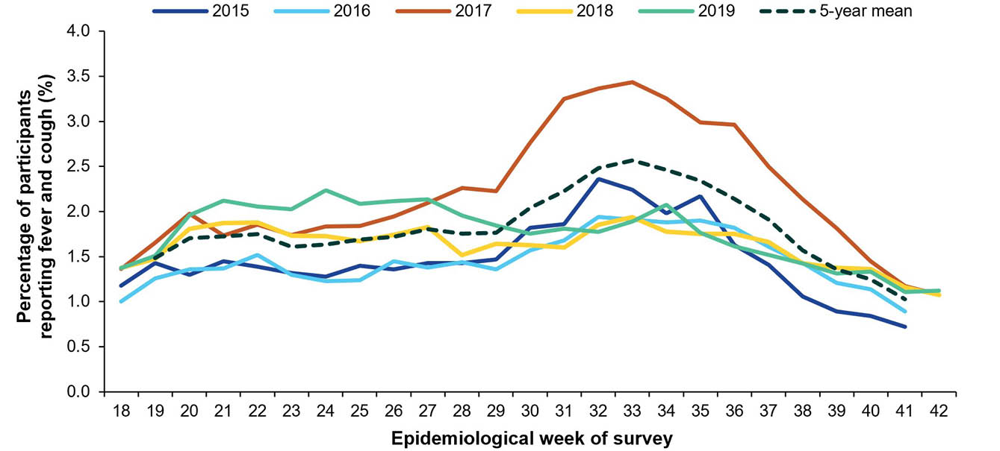 2015 2016 2017 2018 2019 5-year mean
4.0
3.5
3.0
2.5
2.0
1.5
1.0
0.5
0.0
Percentage of participants
reporting fever and cough (%)
18 19 20 21 22 23 24 25 26 27 28 29 30 31 32 33 34 35 36 37 38 39 40 41 42
Epidemiological week of survey